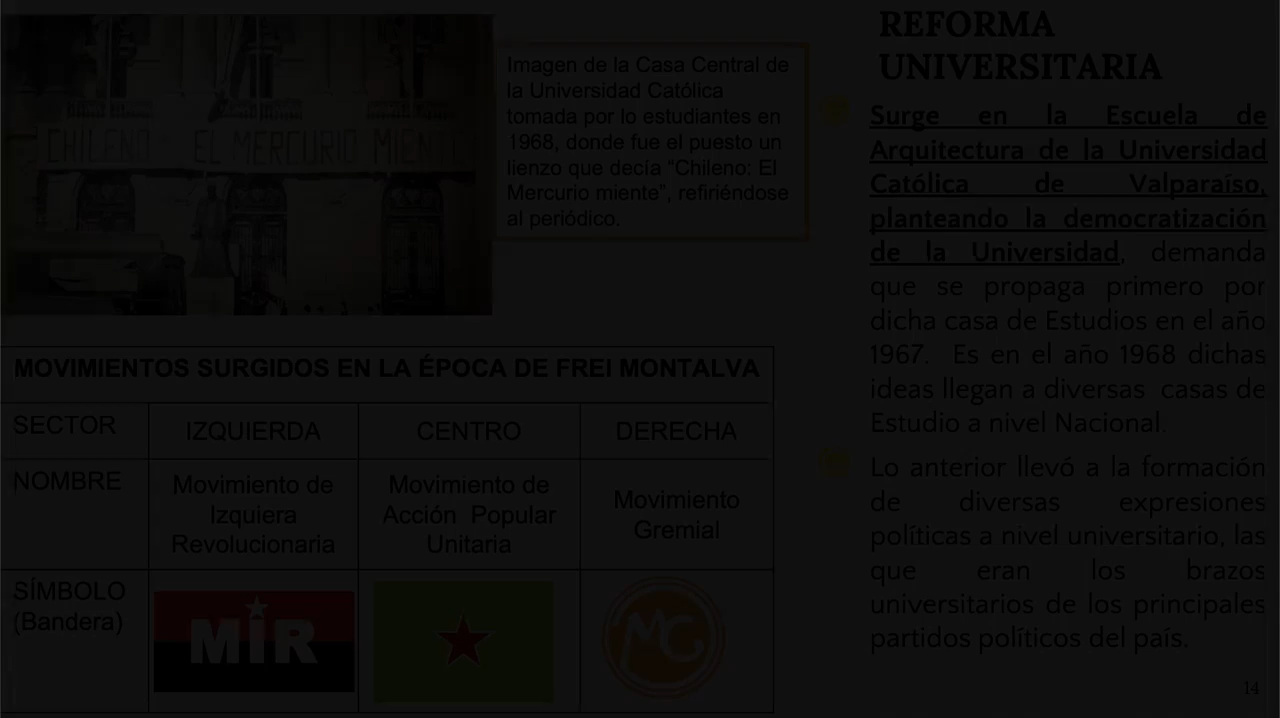 CHILENO: EL MERCURIO MIENTE
Imagen de la Casa Central de
la Universidad Católica
tomada por lo estudiantes en
1968, donde fue el puesto un
lienzo que decía “Chileno: El
Mercurio miente”, refiriéndose
al periódico.
MOVIMIENTOS SURGIDOS EN LA ÉPOCA DE FREI MONTALVA
SECTOR
IZQUIERDA
CENTRO
DERECHA
NOMBRE
Movimiento de
Izquiera
Revolucionaria
Movimiento de
Acción Popular
Unitaria
Movimiento
Gremial
SÍMBOLO
(Bandera)
MIR
MG
REFORMA
UNIVERSITARIA
Surge en la Escuela de
Arquitectura de la Universidad
Católica de Valparaíso,
planteando la democratización
de la Universidad, demanda
que se propaga primero por
dicha casa de Estudios en el año
1967. Es en el año 1968 dichas
ideas llegan a diversas casas de
Estudio a nivel Nacional.
Lo anterior llevó a la formación
de diversas expresiones
políticas a nivel universitario, las
que eran los brazos
universitarios de los principales
partidos políticos del país.
14